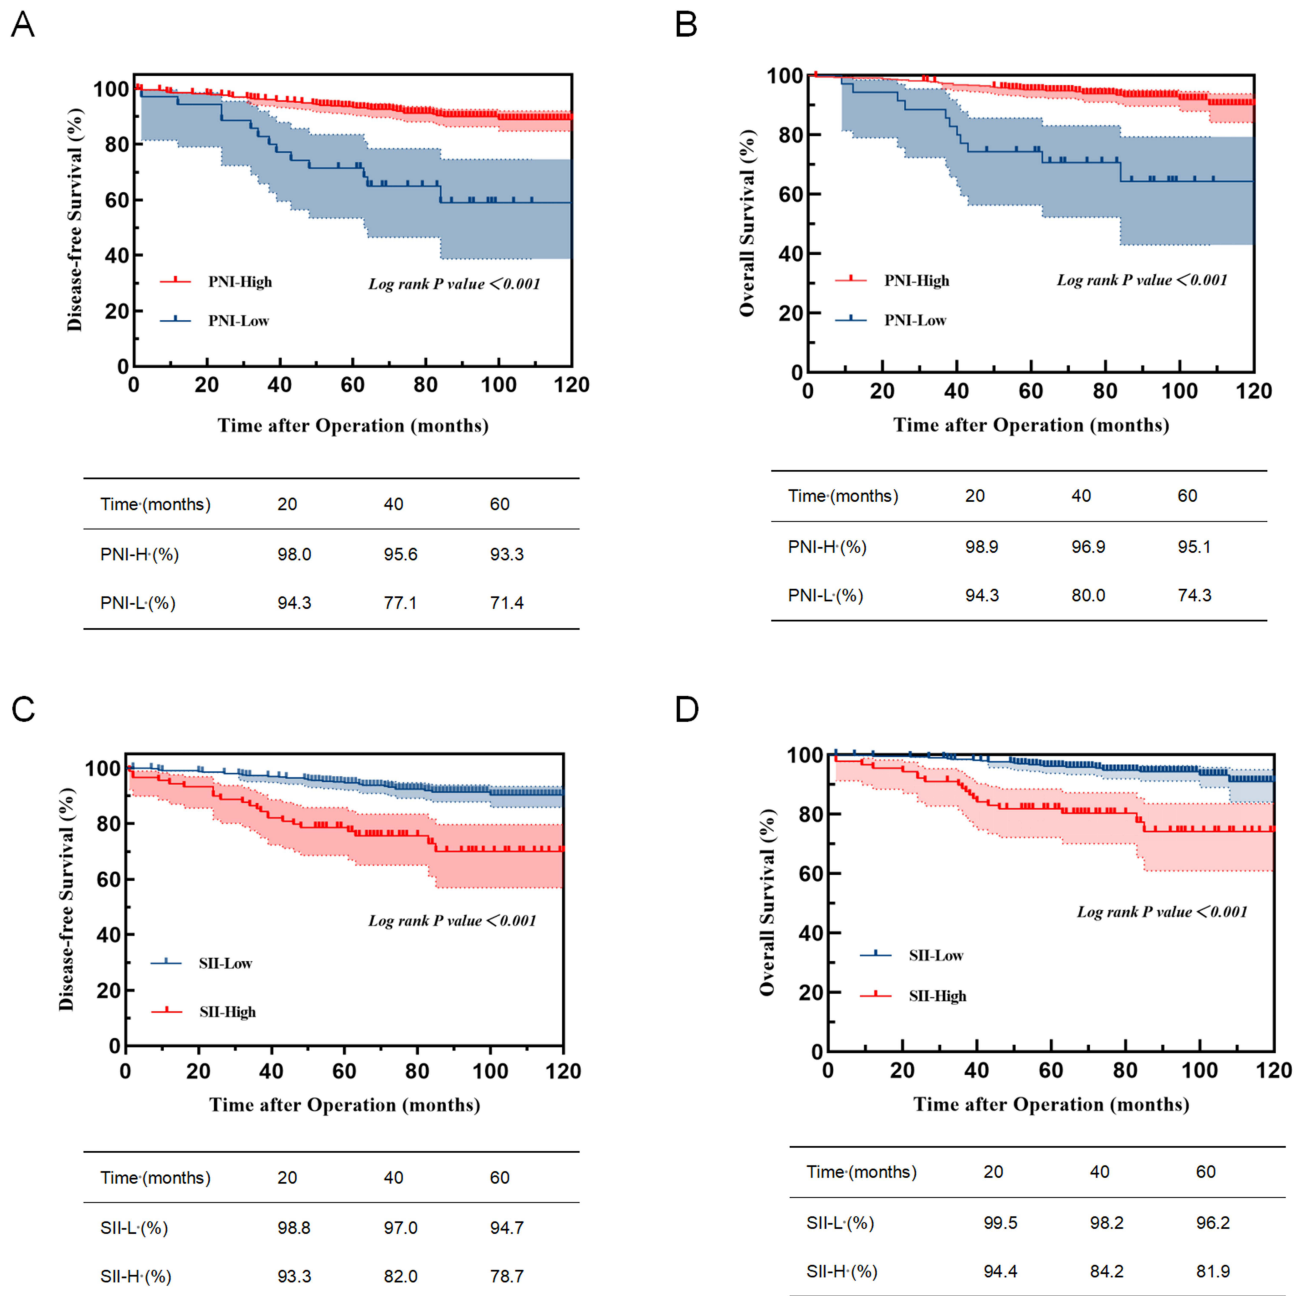 A
B
Disease-free Survival (%)
100
80
60
40
20
0
PNI-High
PNI-Low
Log rank P value<0.001
0 20 40 60 80 100 120
Time after Operation (months)
Overall Survival (%)
100
80
60
40
20
0
PNI-High
PNI-Low
Log rank P value<0.001
0 20 40 60 80 100 120
Time after Operation (months)
Time·(months) 20 40 60
PNI-H·(%) 98.0 95.6 93.3
PNI-L·(%) 94.3 77.1 71.4
Time·(months) 20 40 60
PNI-H·(%) 98.9 96.9 95.1
PNI-L·(%) 94.3 80.0 74.3
C
D
Disease-free Survival (%)
100
80
60
40
20
0
Log rank P value<0.001
SII-Low
SII-High
0 20 40 60 80 100 120
Time after Operation (months)
Overall Survival (%)
100
80
60
40
20
0
Log rank P value<0.001
SII-Low
SII-High
0 20 40 60 80 100 120
Time after Operation (months)
Time·(months) 20 40 60
SII-L·(%) 98.8 97.0 94.7
SII-H·(%) 93.3 82.0 78.7
Time·(months) 20 40 60
SII-L·(%) 99.5 98.2 96.2
SII-H·(%) 94.4 84.2 81.9